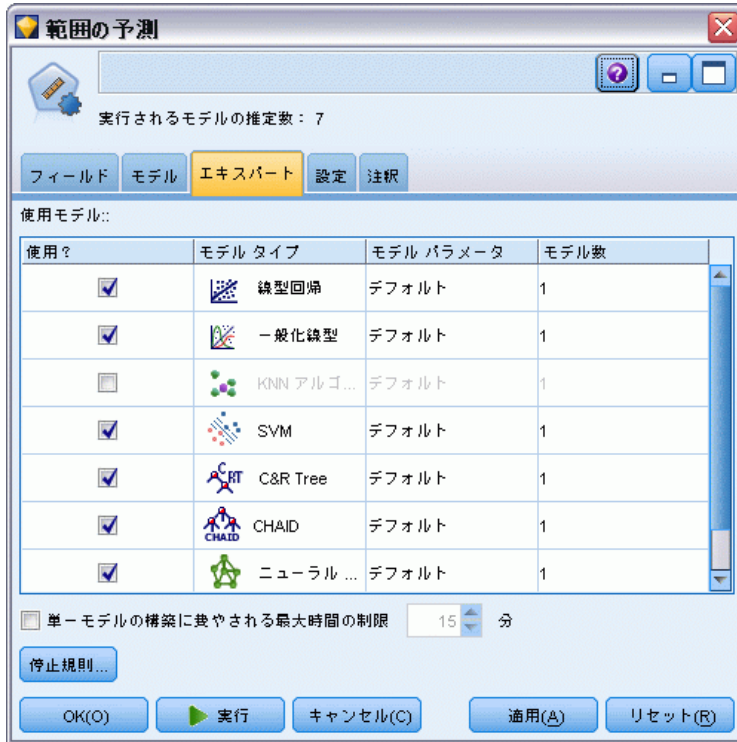 範囲の予測
実行されるモデルの推定数： 7
フィールド モデル エキスパート 設定 注釈
使用モデル::
使用？ モデル タイプ モデル パラメータ モデル数
線型回帰 デフォルト 1
一般化線型 デフォルト 1
KNN アルゴ... デフォルト 1
SVM デフォルト 1
C&R Tree デフォルト 1
CHAID デフォルト 1
ニューラル ... デフォルト 1
単一モデルの構築に費やされる最大時間の制限 15 分
停止規則...
OK(O) 実行 キャンセル(C) 適用(A) リセット(R)